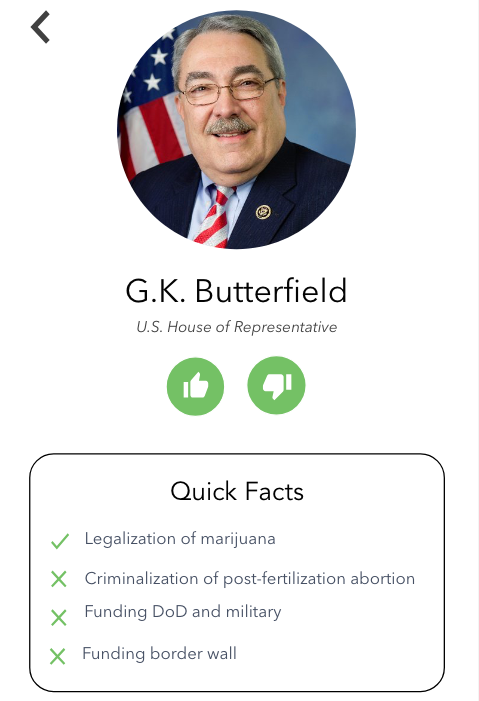 G.K. Butterfield
U.S. House of Representative
Quick Facts
Legalization of marijuana
Criminalization of post-fertilization abortion
Funding DoD and military
Funding border wall